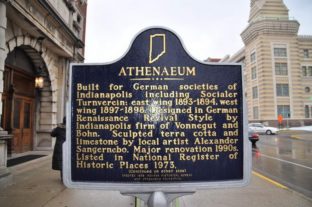 ATHENAEUM
Built for German societies of
Indianapolis including Socialer
Turnverein: east wing 1893-1894, west
wing 1897-1898. Designed in German
Renaissance Revival Style by
Indianapolis firm of Vonnegut and
Bohn. Sculpted terra cotta and
limestone by local artist Alexander
Sangernebo. Major renovation 1990s.
Listed in National Register of
Historic Places 1973.